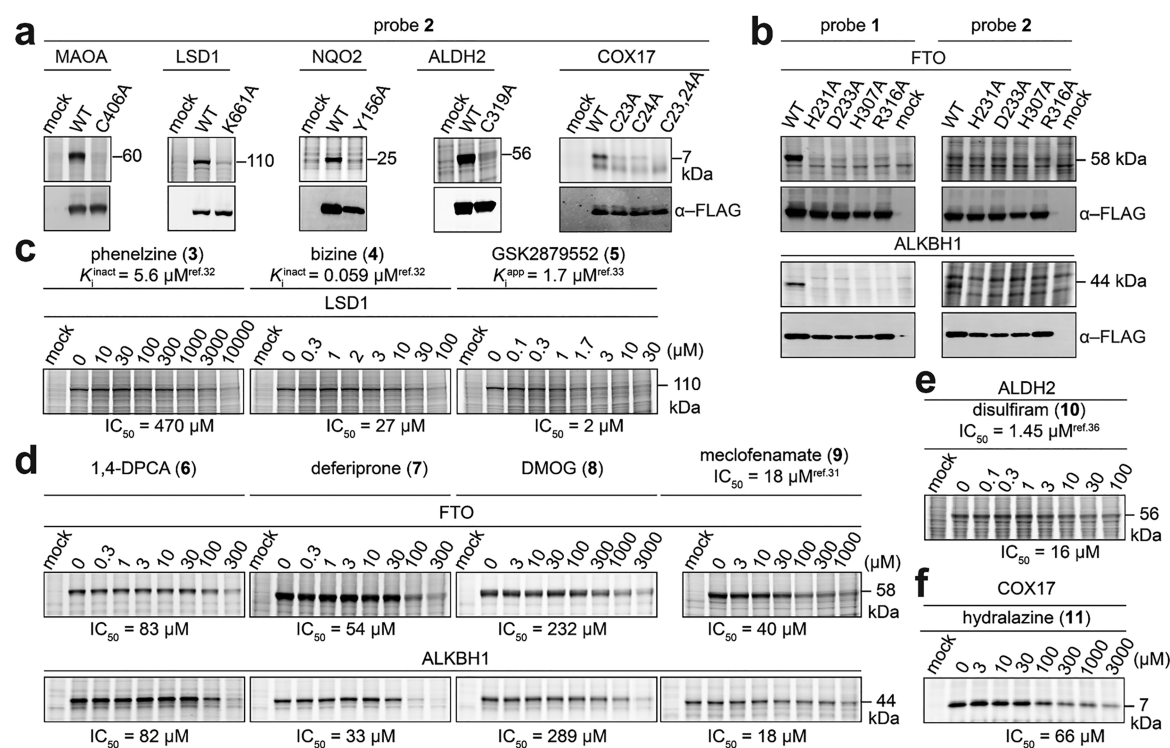 a
probe 2
MAOA
LSD1
NQO2
ALDH2
COX17
mock WT C406A
mock WT K661A
mock WT Y156A
mock WT C319A
mock WT C23A C24A C23,24A
–60
–110
–25
56
–7
kDa
α–FLAG
b
probe 1
probe 2
FTO
WT H231A D233A H307A R316A mock
WT H231A D233A H307A R316A mock
– 58 kDa
– α–FLAG
ALKBH1
– 44 kDa
– α–FLAG
c
phenelzine (3)
Kᵢinact = 5.6 μM ref.32
bizine (4)
Kᵢinact = 0.059 μM ref.32
GSK2879552 (5)
Kᵢapp = 1.7 μM ref.33
LSD1
mock 0 10 30 100 300 1000 3000 10000
mock 0 0.3 1 2 3 10 30 100
mock 0 0.1 0.3 1 1.7 3 10 30
(μM)
– 110
kDa
IC50 = 470 μM
IC50 = 27 μM
IC50 = 2 μM
d
1,4-DPCA (6)
deferiprone (7)
DMOG (8)
meclofenamate (9)
IC50 = 18 μM ref.31
FTO
mock 0 0.3 1 3 10 30 100 300
mock 0 0.3 1 3 10 30 100 300
mock 0 3 10 30 100 300 1000 3000
mock 0 3 10 30 100 300 1000
(μM)
– 58
kDa
IC50 = 83 μM
IC50 = 54 μM
IC50 = 232 μM
IC50 = 40 μM
ALKBH1
– 44
kDa
IC50 = 82 μM
IC50 = 33 μM
IC50 = 289 μM
IC50 = 18 μM
e
ALDH2
disulfiram (10)
IC50 = 1.45 μM ref.36
mock 0 0.1 0.3 1 3 10 30 100
– 56
kDa
IC50 = 16 μM
f
COX17
hydralazine (11)
mock 0 3 10 30 100 300 1000 3000
(μM)
– 7
kDa
IC50 = 66 μM